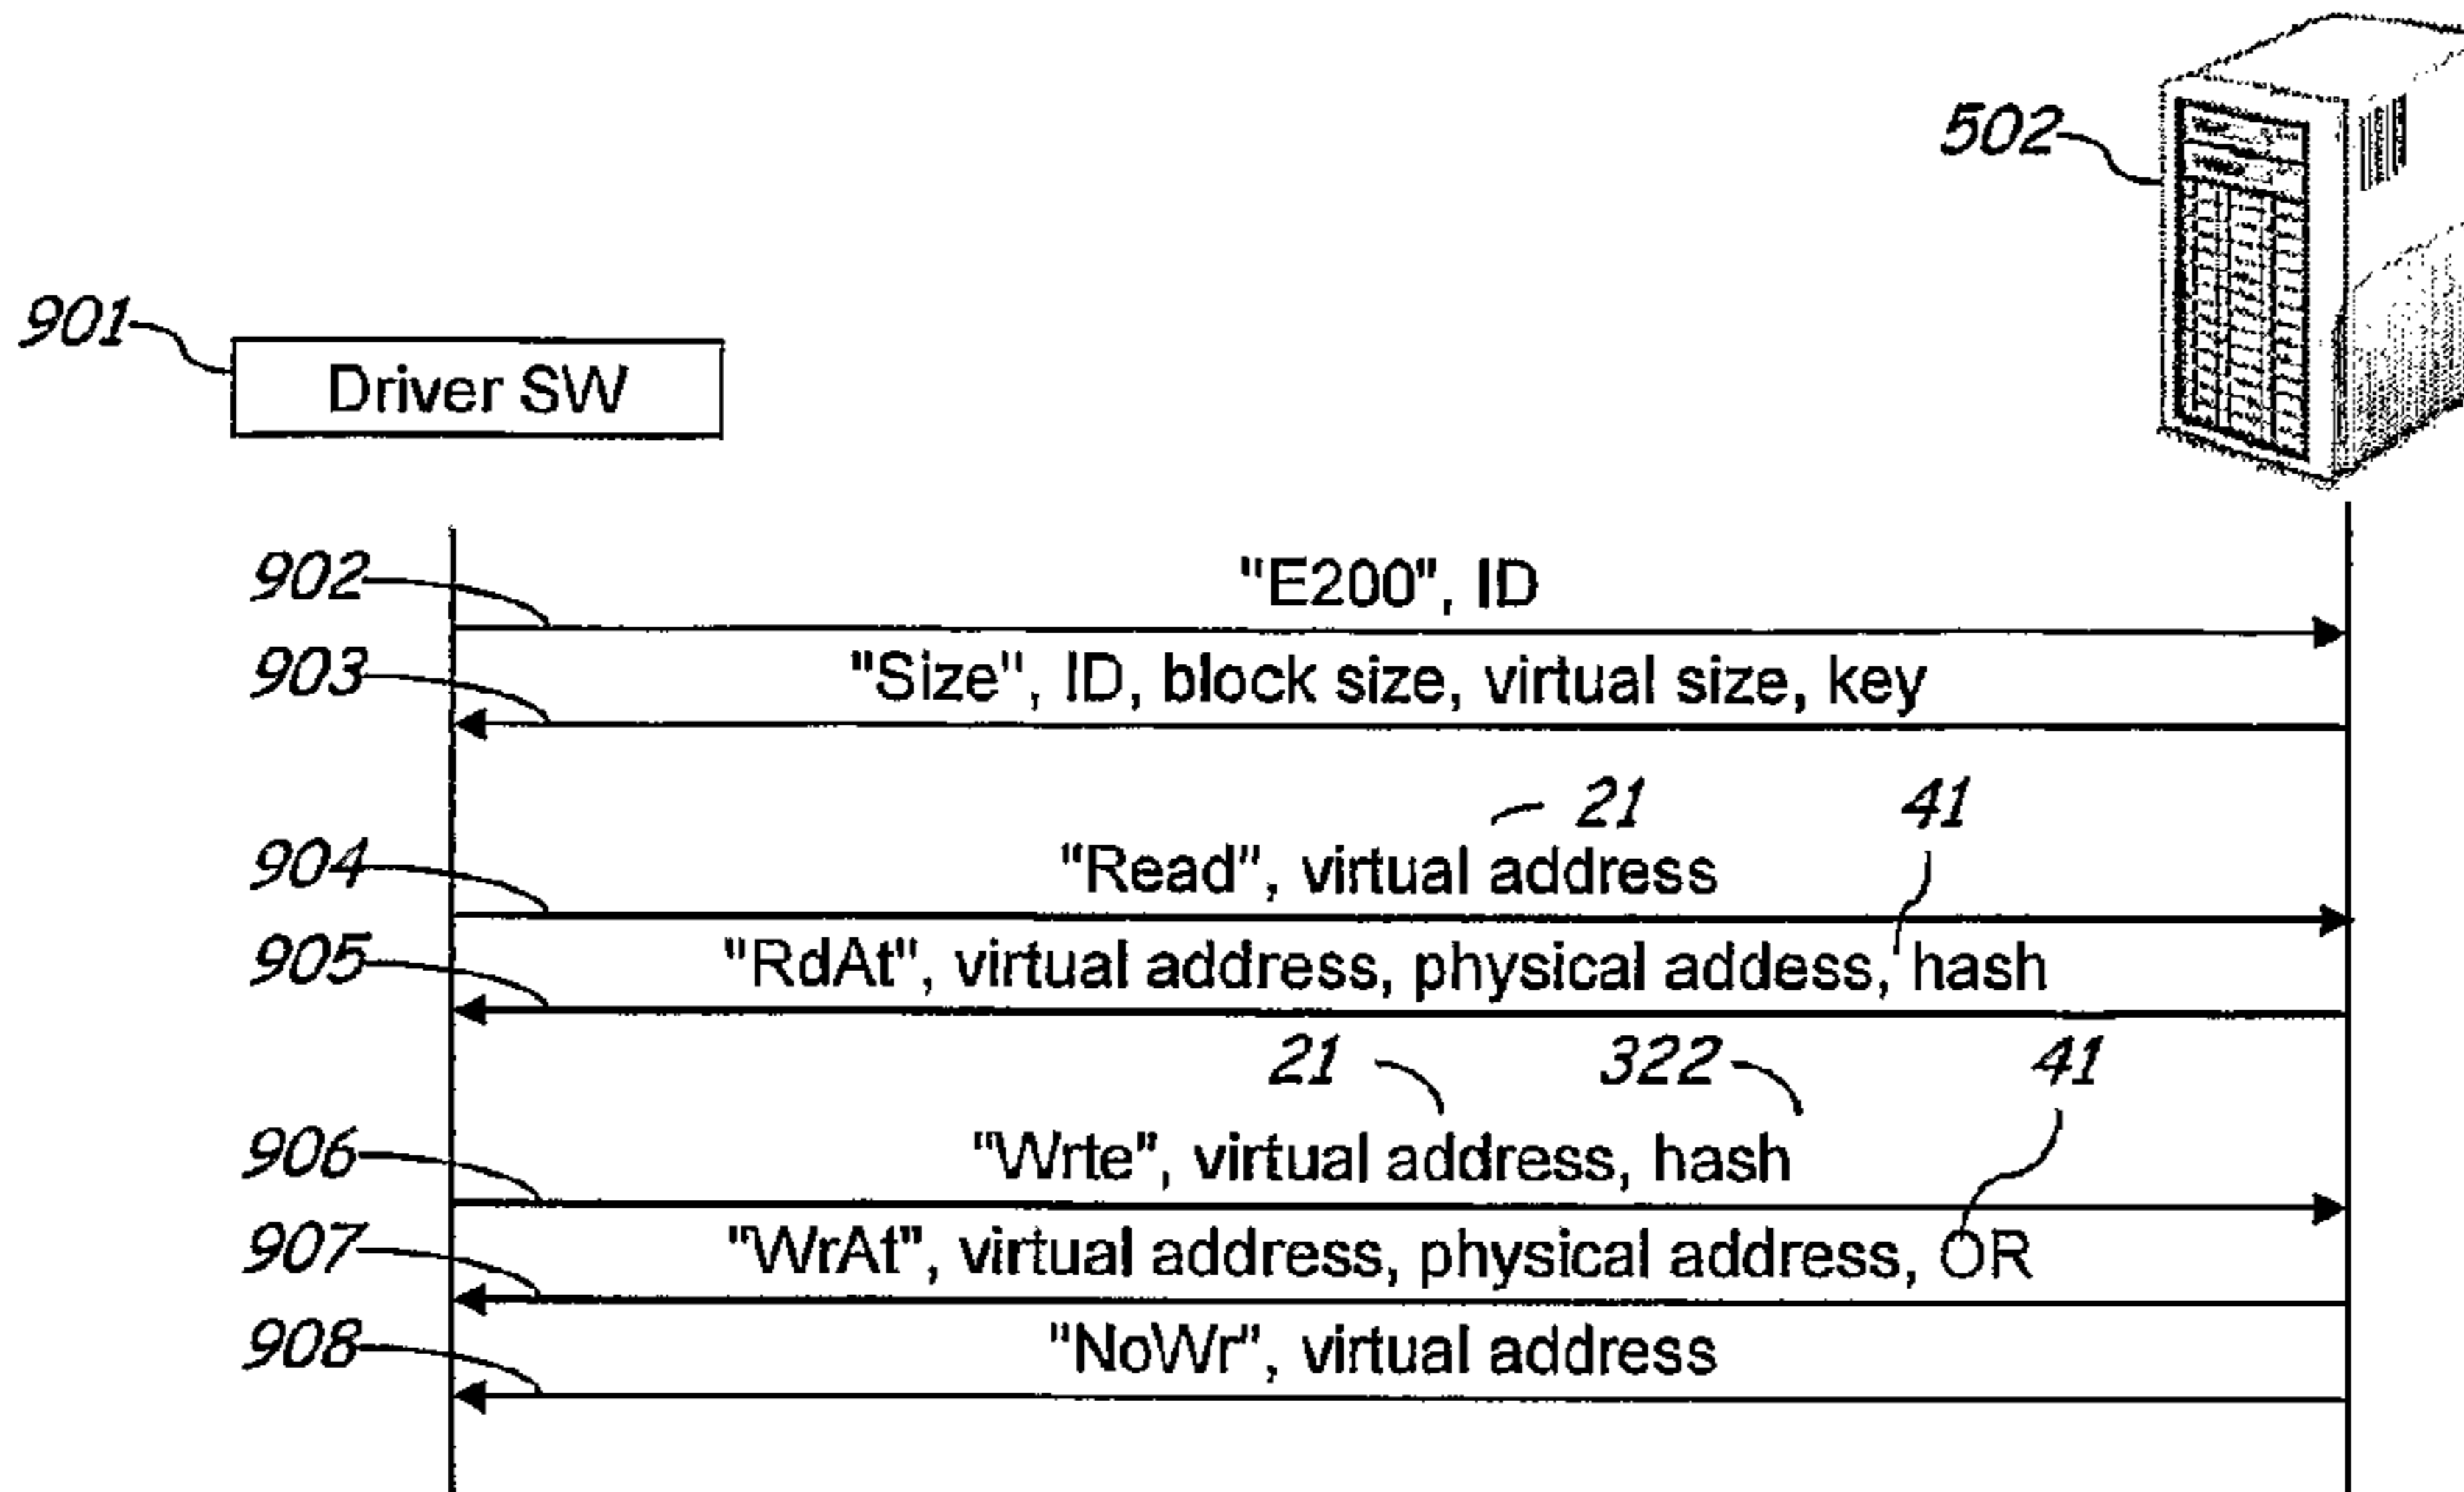 502
901
Driver SW
902
"E200", ID
903
"Size", ID, block size, virtual size, key
21 41
904
"Read", virtual address
905
"RdAt", virtual address, physical addess, hash
21 322 41
906
"Wrte", virtual address, hash
907
"WrAt", virtual address, physical address, OR
908
"NoWr", virtual address